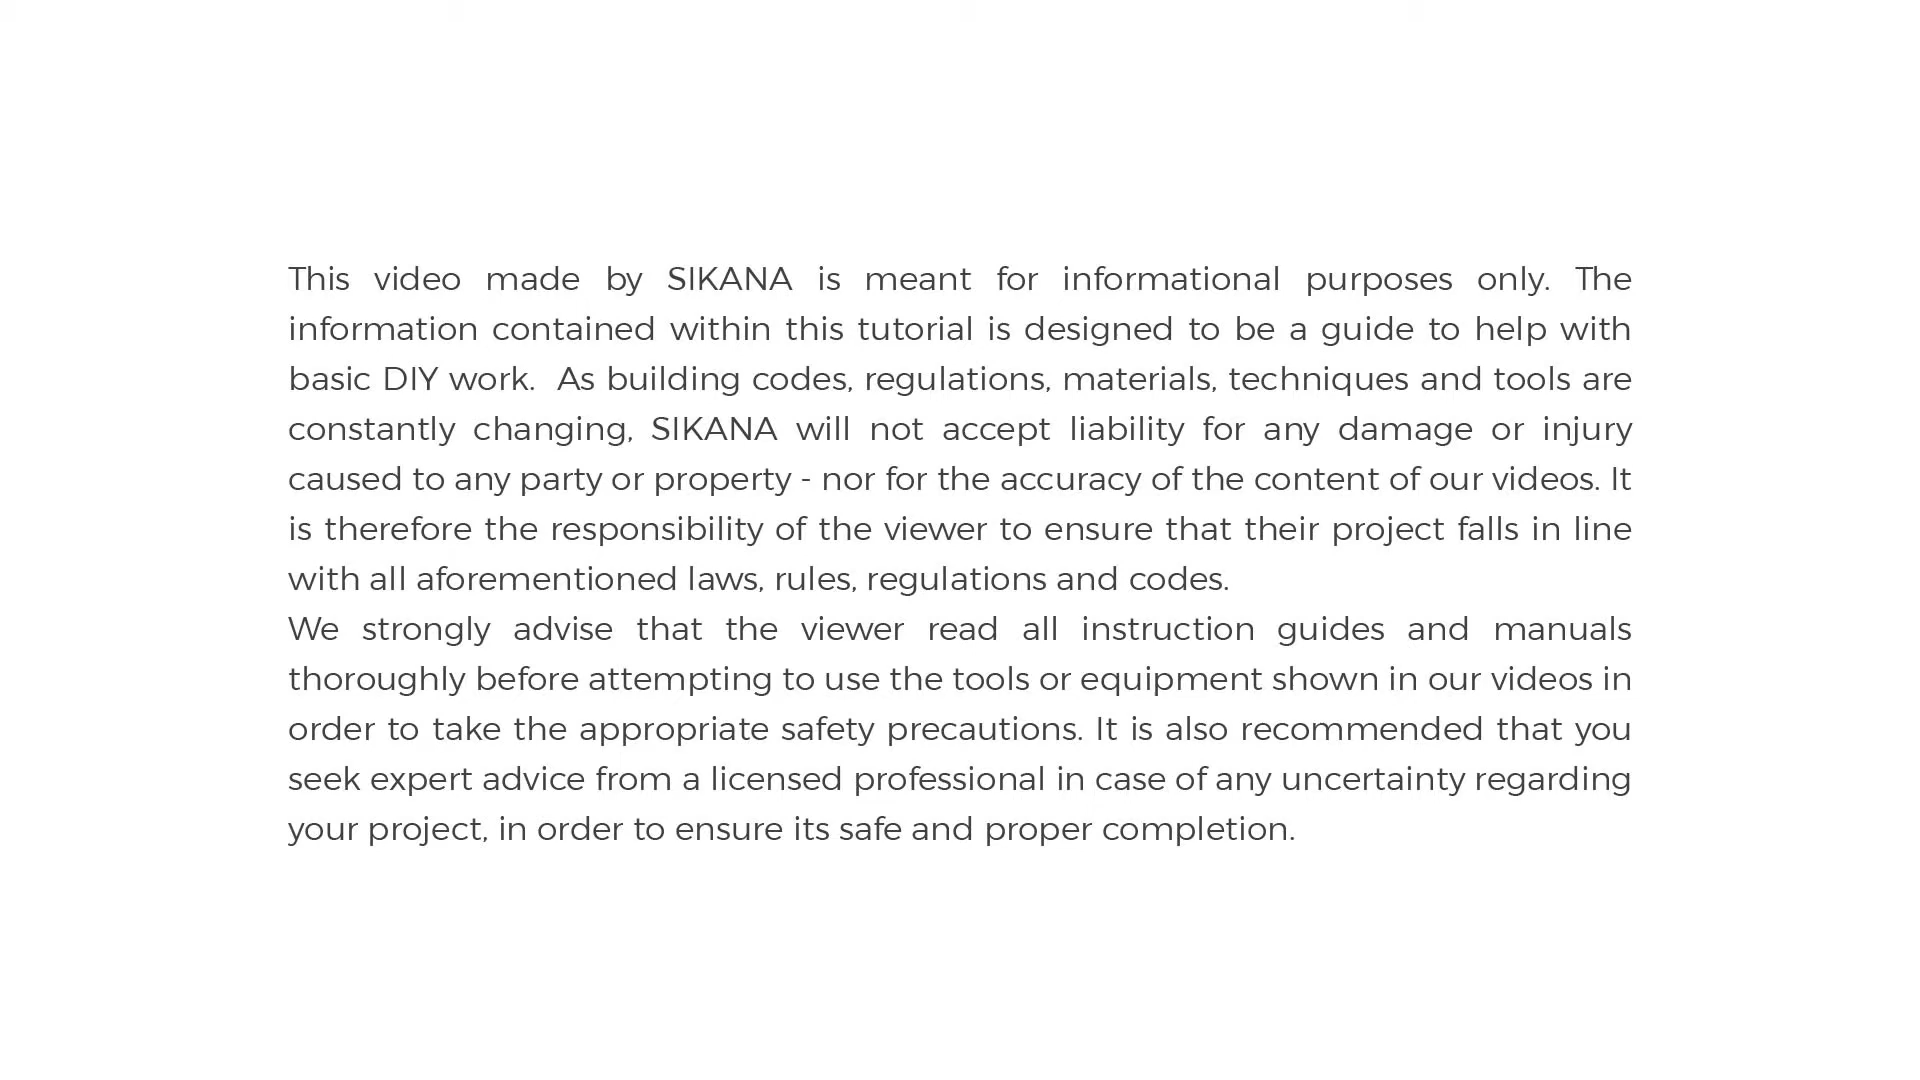 This video made by SIKANA is meant for informational purposes only. The
information contained within this tutorial is designed to be a guide to help with
basic DIY work.  As building codes, regulations, materials, techniques and tools are
constantly changing, SIKANA will not accept liability for any damage or injury
caused to any party or property - nor for the accuracy of the content of our videos. It
is therefore the responsibility of the viewer to ensure that their project falls in line
with all aforementioned laws, rules, regulations and codes.
We strongly advise that the viewer read all instruction guides and manuals
thoroughly before attempting to use the tools or equipment shown in our videos in
order to take the appropriate safety precautions. It is also recommended that you
seek expert advice from a licensed professional in case of any uncertainty regarding
your project, in order to ensure its safe and proper completion.